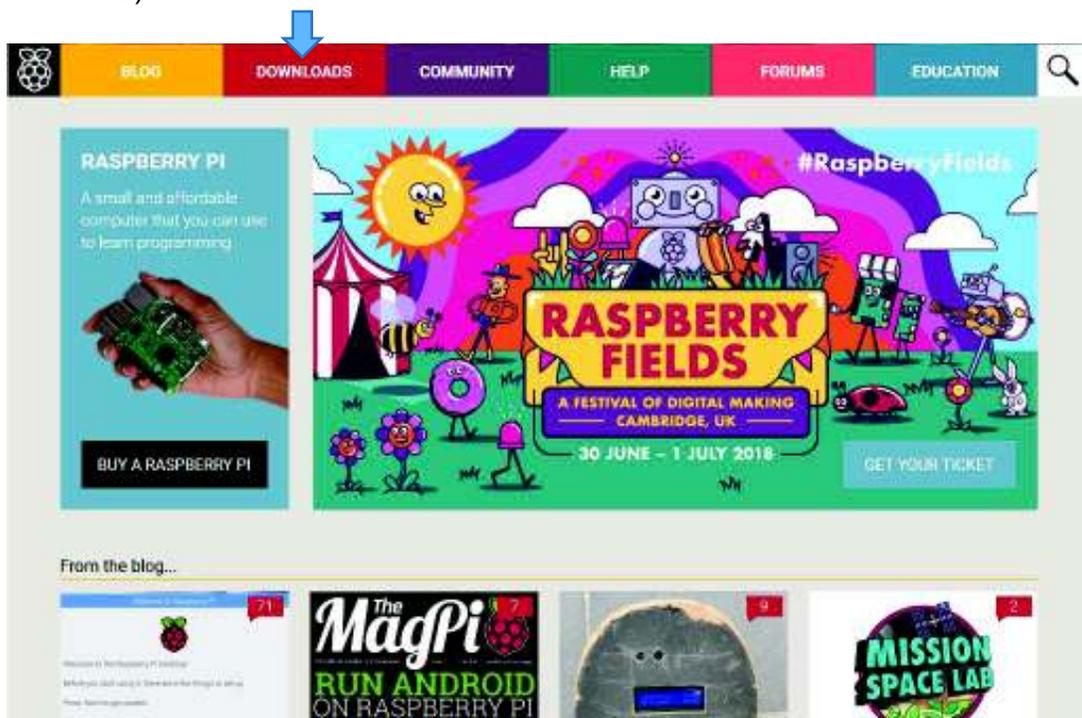 BLOG DOWNLOADS COMMUNITY HELP FORUMS EDUCATION
RASPBERRY PI
A small and affordable
computer that you can use
to learn programming
BUY A RASPBERRY PI
#RaspberryFields
RASPBERRY
FIELDS
A FESTIVAL OF DIGITAL MAKING
CAMBRIDGE, UK
30 JUNE – 1 JULY 2018
GET YOUR TICKET
From the blog...
71
The
MagPi
7
RUN ANDROID
ON RASPBERRY PI
9
2
MISSION
SPACE LAB